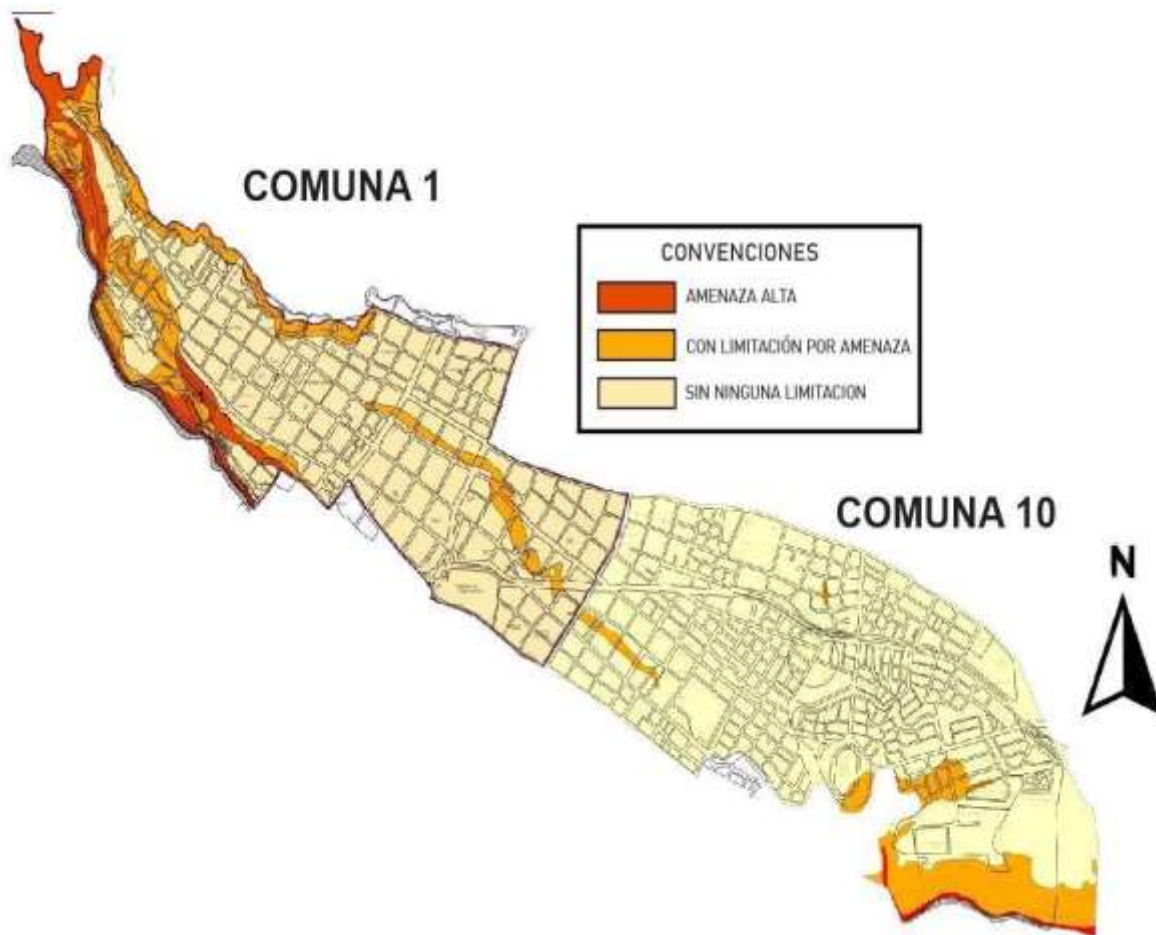 COMUNA 1
CONVENCIONES
AMENAZA ALTA
CON LIMITACIÓN POR AMENAZA
SIN NINGUNA LIMITACION
COMUNA 10
N